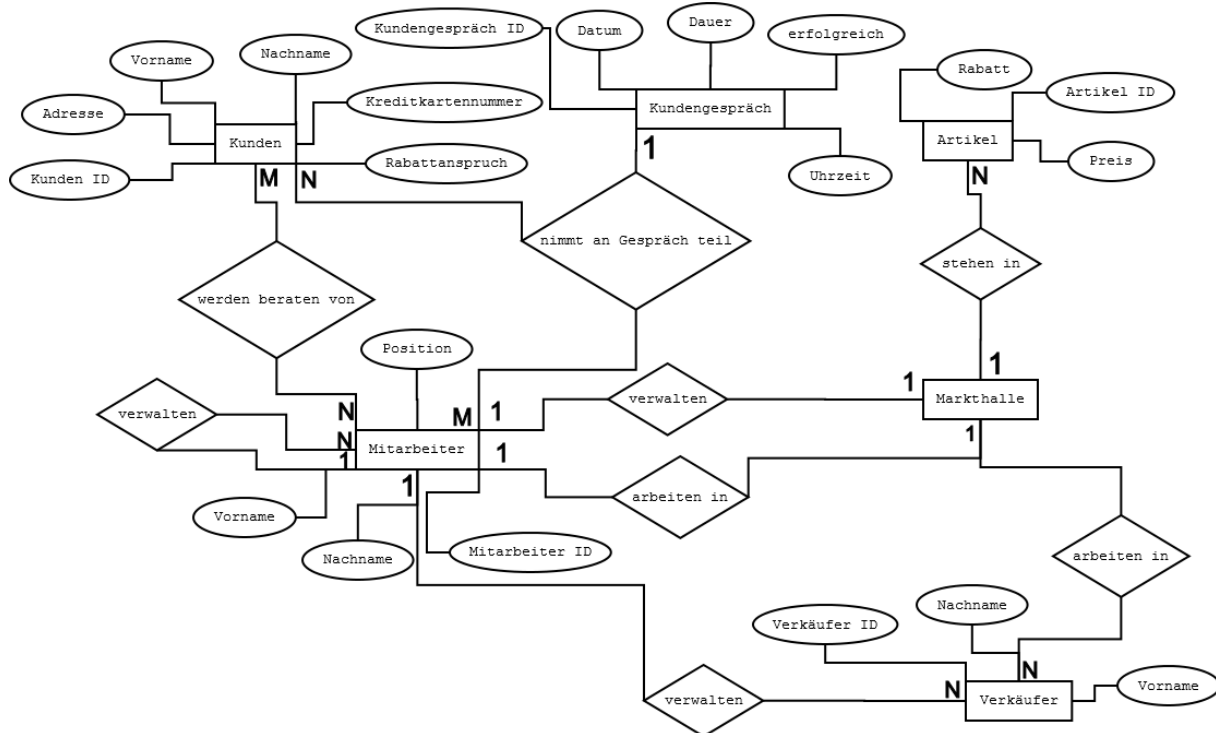 Kundengespräch ID
Datum
Dauer
erfolgreich
Vorname
Nachname
Rabatt
Adresse
Kreditkartennummer
Kundengespräch
Artikel ID
Kunden
Artikel
Kunden ID
Rabattanspruch
Uhrzeit
Preis
M
N
1
N
nimmt an Gespräch teil
werden beraten von
stehen in
Position
1
1
verwalten
verwalten
Markthalle
N
M
1
N
1
Mitarbeiter
1
1
1
arbeiten in
Vorname
Nachname
Mitarbeiter ID
arbeiten in
Verkäufer ID
Nachname
N
N
verwalten
Verkäufer
Vorname